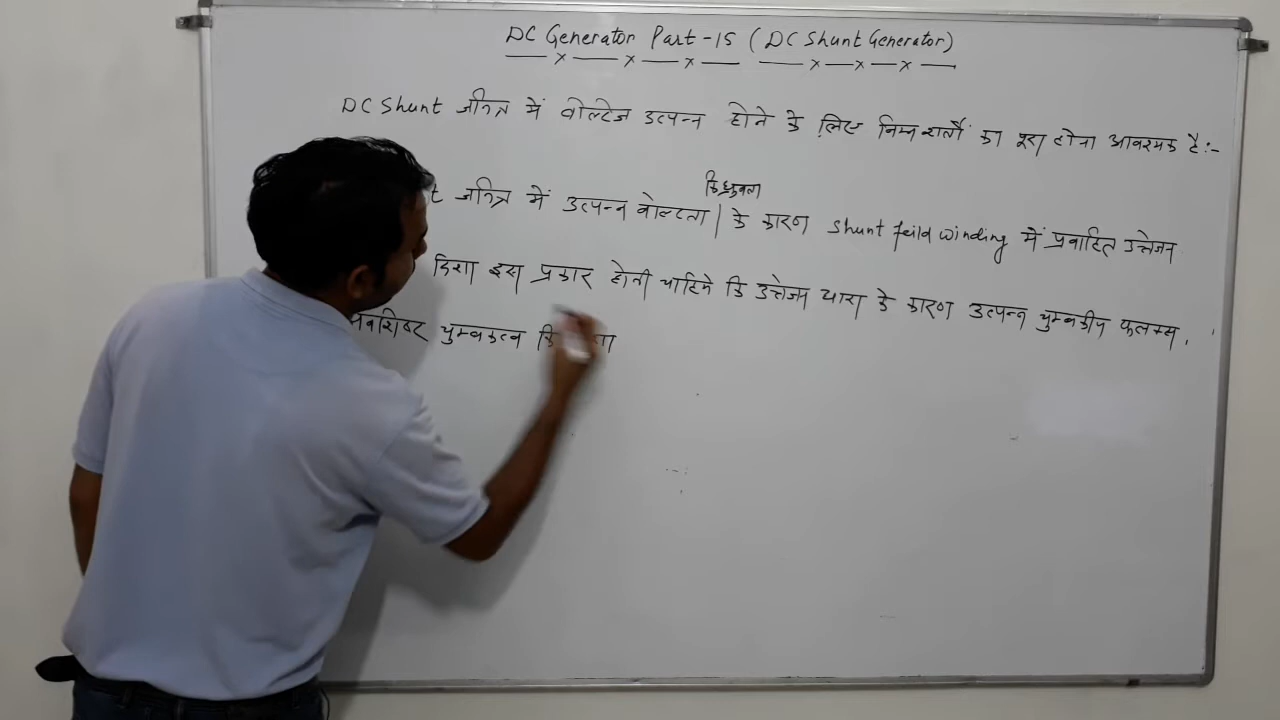 DC Generator Part-15 (DC Shunt Generator)
DC Shunt जनित्र में वोल्टेज उत्पन्न होने के लिए निम्न शर्तों का पूरा होना आवश्यक है:-
कि ध्रुवता
जनित्र में उत्पन्न वोल्टता | के कारण Shunt feild winding में प्रवाहित उत्तेजन
दिशा इस प्रकार होनी चाहिये कि उत्तेजन धारा के कारण उत्पन्न चुम्बकीय फलक्स,
चुम्बकत्व